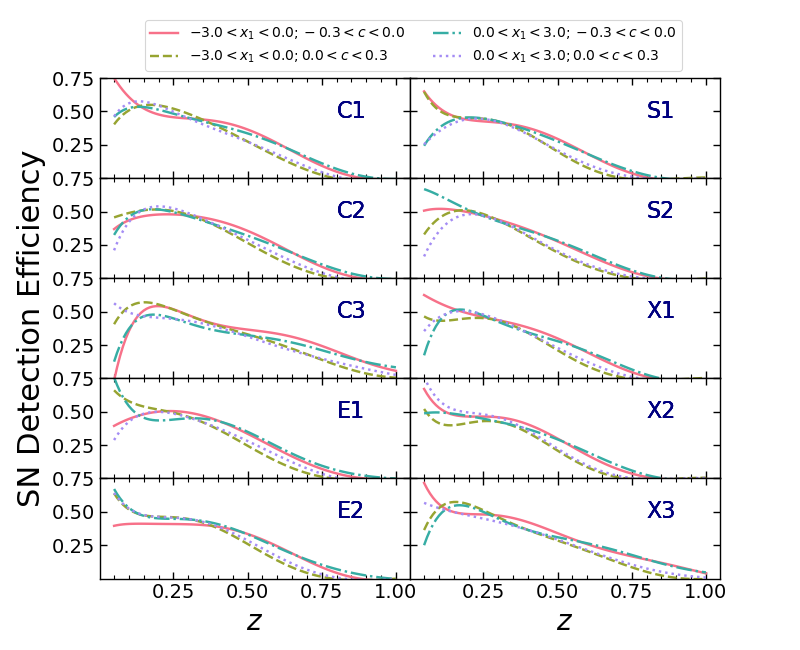 −3.0 < x₁ < 0.0; −0.3 < c < 0.0
0.0 < x₁ < 3.0; −0.3 < c < 0.0
−3.0 < x₁ < 0.0; 0.0 < c < 0.3
0.0 < x₁ < 3.0; 0.0 < c < 0.3
SN Detection Efficiency
0.75
0.50
0.25
C1
S1
0.75
0.50
0.25
C2
S2
0.75
0.50
0.25
C3
X1
0.75
0.50
0.25
E1
X2
0.75
0.50
0.25
E2
X3
0.25 0.50 0.75 1.00 0.25 0.50 0.75 1.00
z z